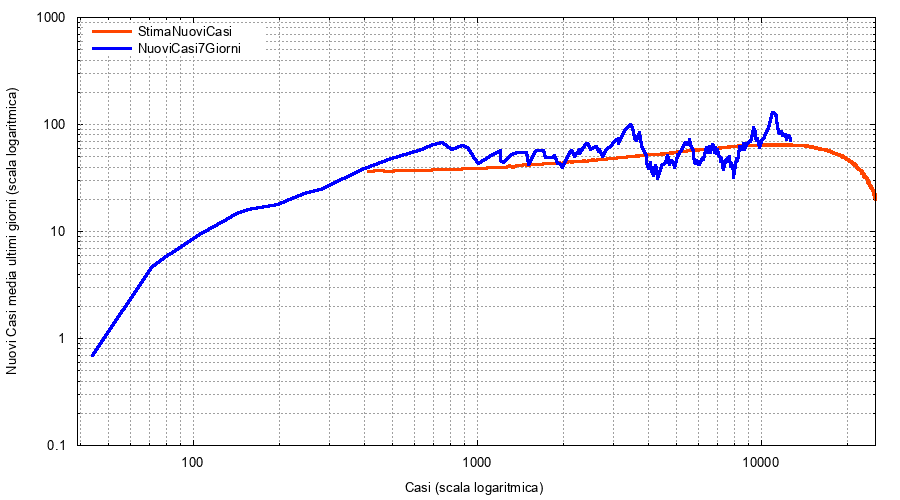 1000
100
10
1
0.1
Nuovi Casi media ultimi giorni (scala logaritmica)
StimaNuoviCasi
NuoviCasi7Giorni
100
1000
10000
Casi (scala logaritmica)